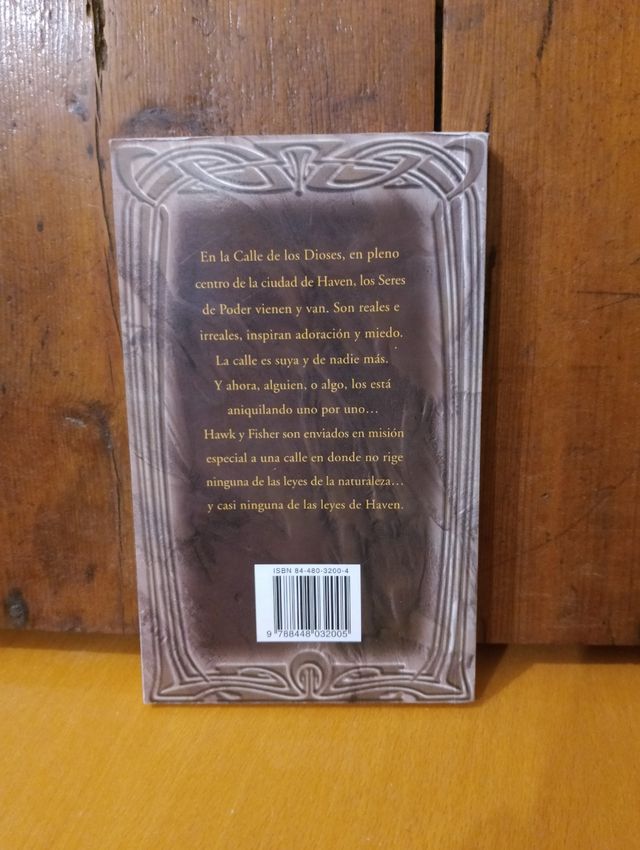 En la Calle de los Dioses, en pleno
centro de la ciudad de Haven, los Seres
de Poder vienen y van. Son reales e
irreales, inspiran adoración y miedo.
La calle es suya y de nadie más.
Y ahora, alguien, o algo, los está
aniquilando uno por uno…
Hawk y Fisher son enviados en misión
especial a una calle en donde no rige
ninguna de las leyes de la naturaleza…
y casi ninguna de las leyes de Haven.
ISBN 84-480-3200-4
9 788448 032005